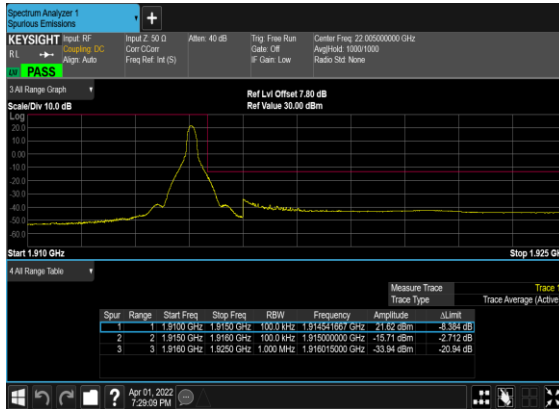 Spectrum Analyzer 1
Spurious Emissions
+
KEYSIGHT Input: RF Input Z: 50 Ω Atten: 40 dB Trig: Free Run Center Freq: 22.005000000 GHz
RL Coupling: DC Corr CCorr Gate: Off Avg|Hold: 1000/1000
Align: Auto Freq Ref: Int (S) IF Gain: Low Radio Std: None
PASS
3 All Range Graph Ref Lvl Offset 7.80 dB
Scale/Div 10.0 dB Ref Value 30.00 dBm
Log
20.0
10.0
0.00
-10.0
-20.0
-30.0
-40.0
-50.0
-60.0
Start 1.910 GHz Stop 1.925 GH
4 All Range Table
Measure Trace Trace 1
Trace Type Trace Average (Active
Spur Range Start Freq Stop Freq RBW Frequency Amplitude ΔLimit
1 1 1.9100 GHz 1.9150 GHz 100.0 kHz 1.914541667 GHz 21.62 dBm -8.384 dB
2 2 1.9150 GHz 1.9160 GHz 100.0 kHz 1.915000000 GHz -15.71 dBm -2.712 dB
3 3 1.9160 GHz 1.9250 GHz 1.000 MHz 1.916015000 GHz -33.94 dBm -20.94 dB
? Apr 01, 2022
7:29:09 PM